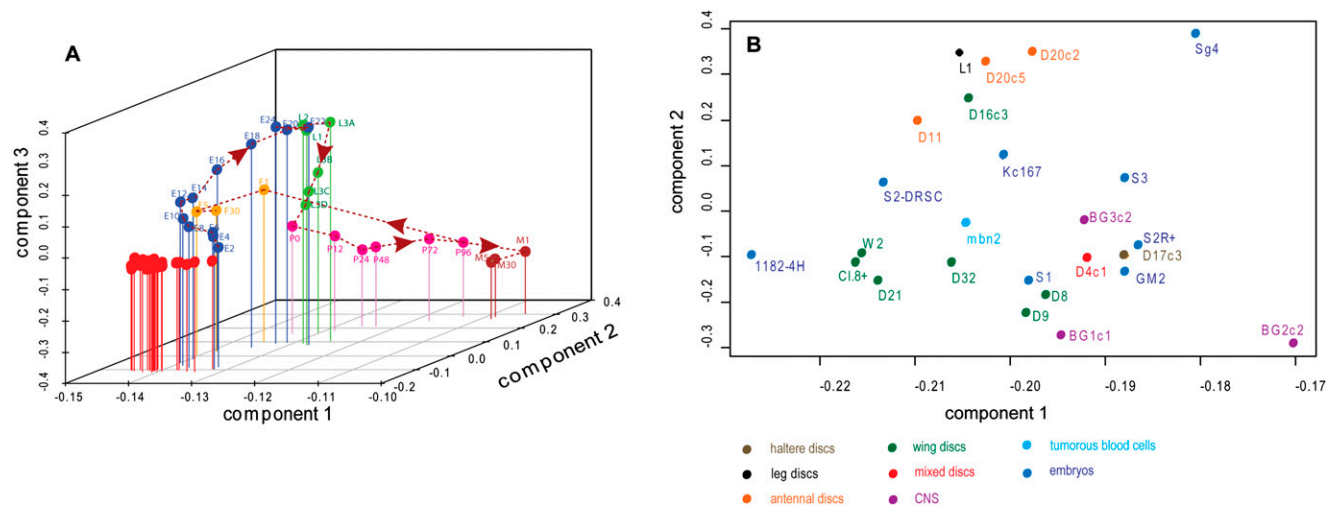 A
component 3
0.4
0.3
0.2
0.1
0.0
-0.1
-0.2
-0.3
-0.4
-0.15
-0.14
-0.13
-0.12
-0.11
-0.10
component 1
-0.2
-0.1
0.0
0.1
0.2
0.3
0.4
component 2
E24
E20
L2
E22
L3A
E18
L1
E16
L3B
E12
E14
F1
L3C
E10
F5
F30
L3D
E8
E4
E2
P0
P12
P24
P48
P72
P96
M1
M5
M30
B
component 2
0.4
0.3
0.2
0.1
0.0
-0.1
-0.2
-0.3
-0.22
-0.21
-0.20
-0.19
-0.18
-0.17
component 1
Sg4
D20c2
L1
D20c5
D16c3
D11
Kc167
S3
S2-DRSC
BG3c2
mbn2
S2R+
W2
D17c3
1182-4H
Cl.8+
D32
D4c1
GM2
D21
S1
D8
D9
BG1c1
BG2c2
haltere discs
wing discs
tumorous blood cells
leg discs
mixed discs
embryos
antennal discs
CNS